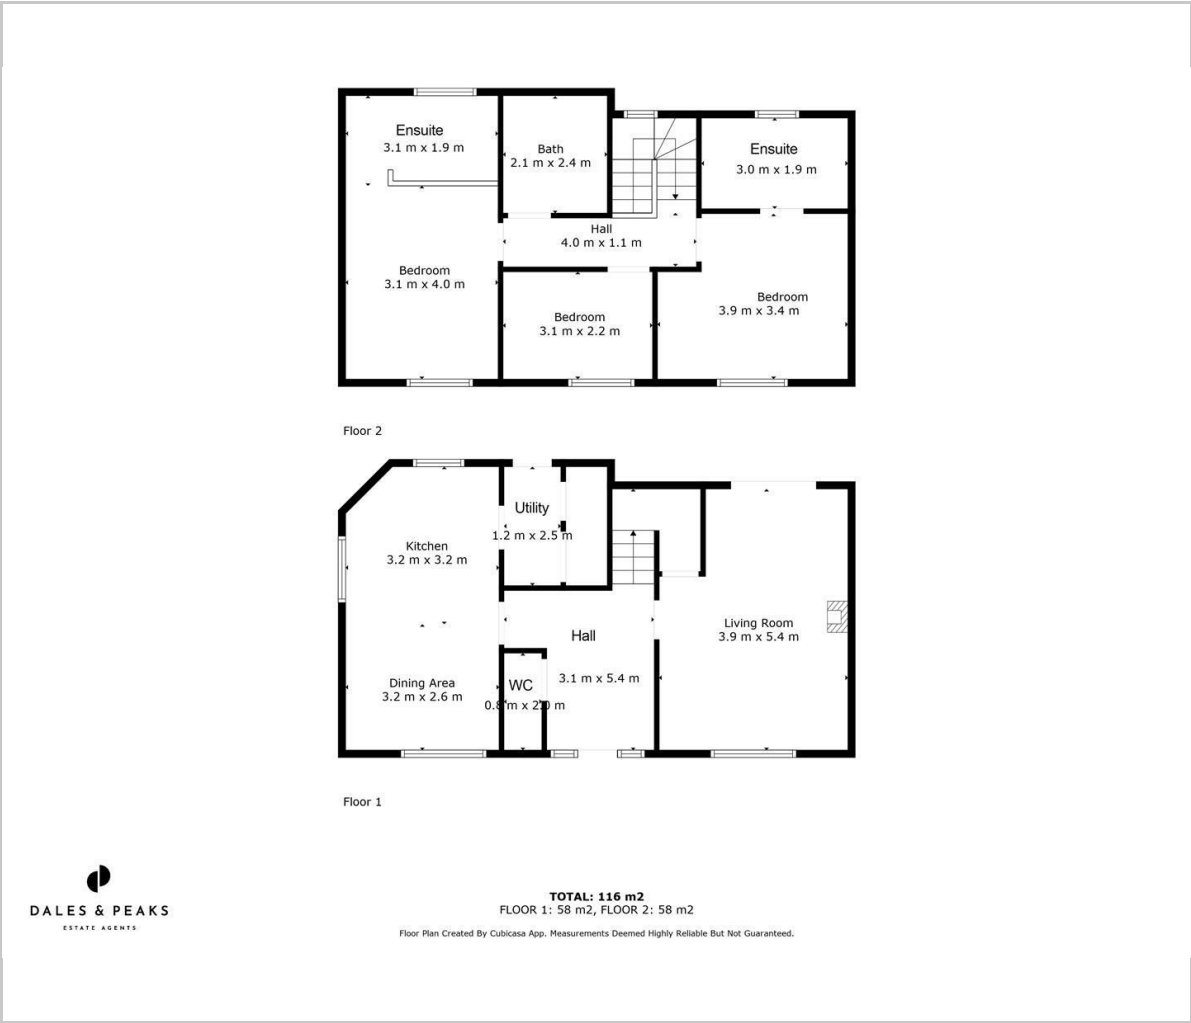 Ensuite
3.1 m x 1.9 m
Bath
2.1 m x 2.4 m
Ensuite
3.0 m x 1.9 m
Hall
4.0 m x 1.1 m
Bedroom
3.1 m x 4.0 m
Bedroom
3.9 m x 3.4 m
Bedroom
3.1 m x 2.2 m
Floor 2
Utility
1.2 m x 2.5 m
Kitchen
3.2 m x 3.2 m
Living Room
3.9 m x 5.4 m
Hall
3.1 m x 5.4 m
Dining Area
3.2 m x 2.6 m
WC
0.8 m x 2.0 m
Floor 1
DALES & PEAKS
ESTATE AGENTS
TOTAL: 116 m2
FLOOR 1: 58 m2, FLOOR 2: 58 m2
Floor Plan Created By Cubicasa App. Measurements Deemed Highly Reliable But Not Guaranteed.